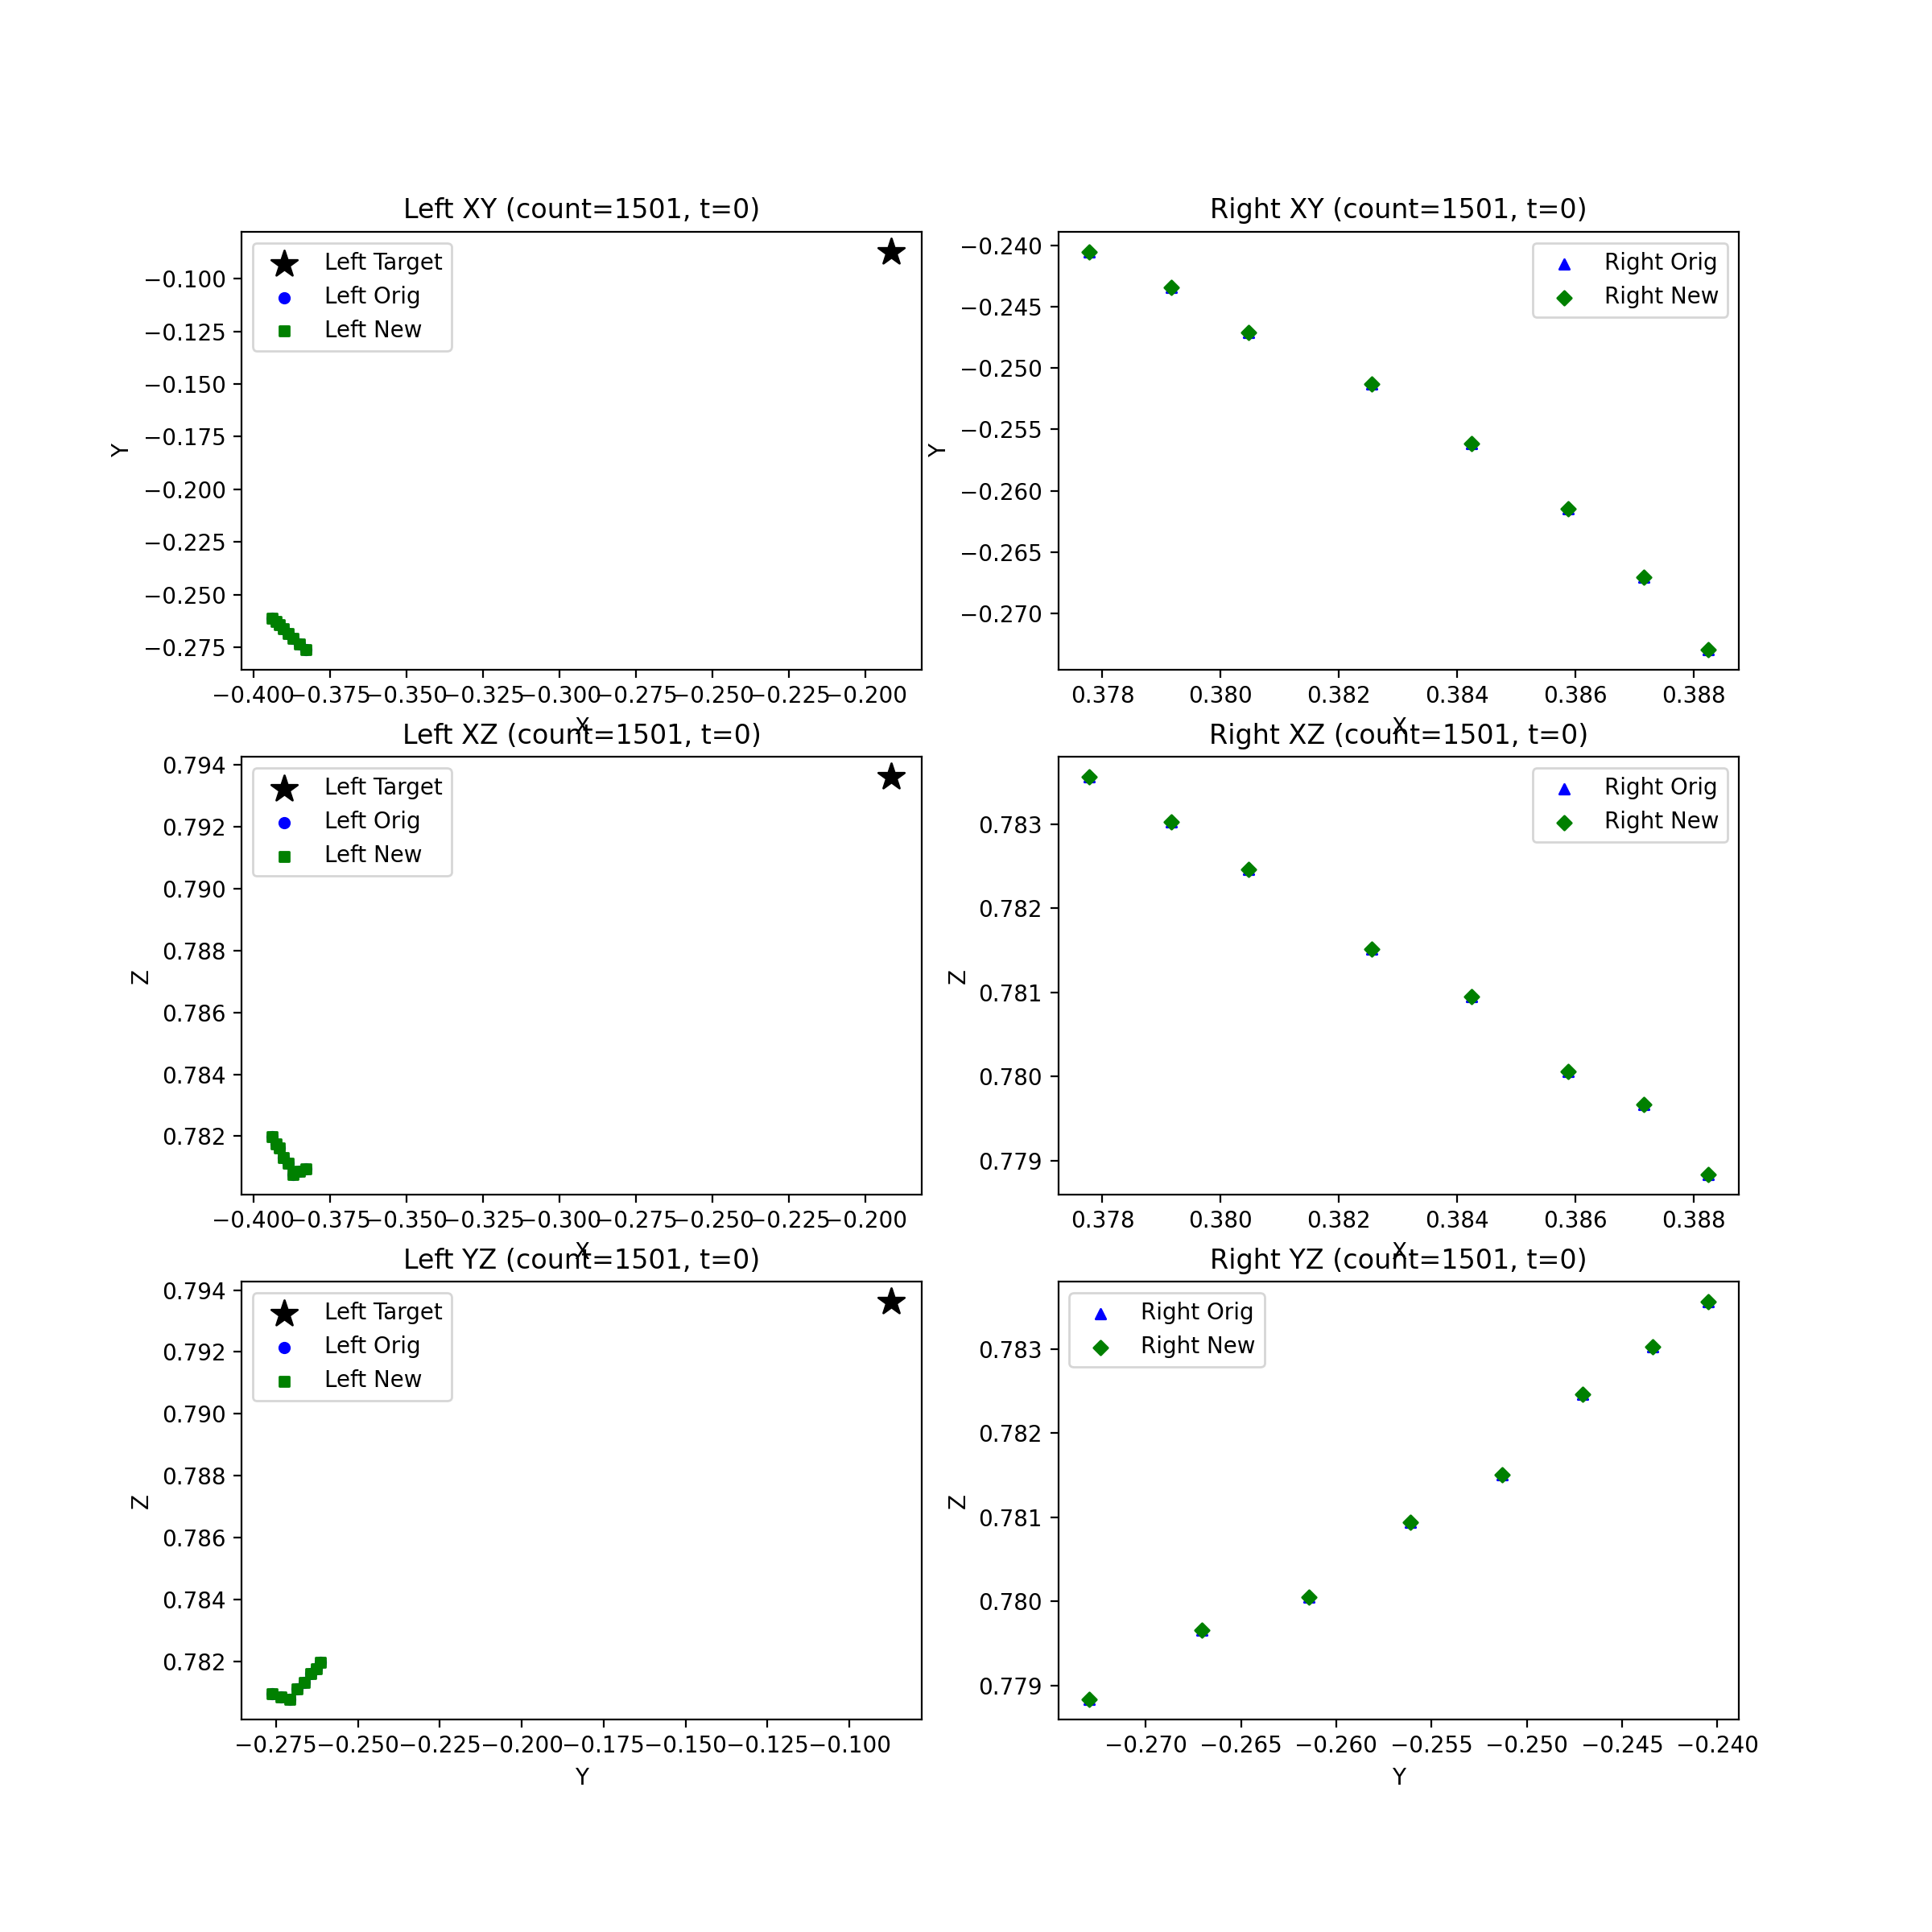 Left XY (count=1501, t=0)
Left Target
Left Orig
Left New
Y
−0.100
−0.125
−0.150
−0.175
−0.200
−0.225
−0.250
−0.275
−0.400 −0.375 −0.350 −0.325 −0.300 −0.275 −0.250 −0.225 −0.200
X
Right XY (count=1501, t=0)
Right Orig
Right New
Y
−0.240
−0.245
−0.250
−0.255
−0.260
−0.265
−0.270
0.378 0.380 0.382 0.384 0.386 0.388
X
Left XZ (count=1501, t=0)
Left Target
Left Orig
Left New
Z
0.794
0.792
0.790
0.788
0.786
0.784
0.782
−0.400 −0.375 −0.350 −0.325 −0.300 −0.275 −0.250 −0.225 −0.200
X
Right XZ (count=1501, t=0)
Right Orig
Right New
Z
0.783
0.782
0.781
0.780
0.779
0.378 0.380 0.382 0.384 0.386 0.388
X
Left YZ (count=1501, t=0)
Left Target
Left Orig
Left New
Z
0.794
0.792
0.790
0.788
0.786
0.784
0.782
−0.275 −0.250 −0.225 −0.200 −0.175 −0.150 −0.125 −0.100
Y
Right YZ (count=1501, t=0)
Right Orig
Right New
Z
0.783
0.782
0.781
0.780
0.779
−0.270 −0.265 −0.260 −0.255 −0.250 −0.245 −0.240
Y